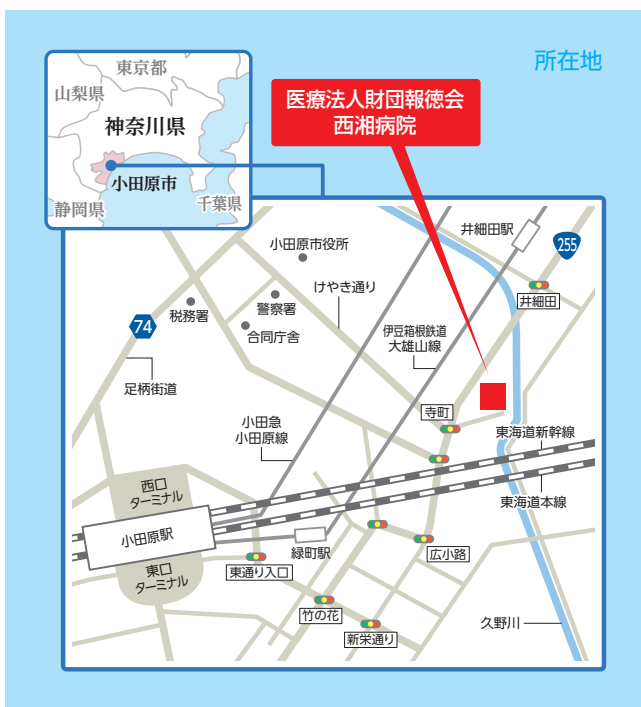 所在地
東京都
山梨県
神奈川県
小田原市
静岡県
千葉県
医療法人財団報徳会
西湘病院
井細田駅
255
小田原市役所
けやき通り
井細田
警察署
税務署
合同庁舎
74
伊豆箱根鉄道
大雄山線
足柄街道
寺町
小田急
小田原線
東海道新幹線
西口
ターミナル
東海道本線
小田原駅
緑町駅
広小路
東口
ターミナル
東通り入口
竹の花
新栄通り
久野川